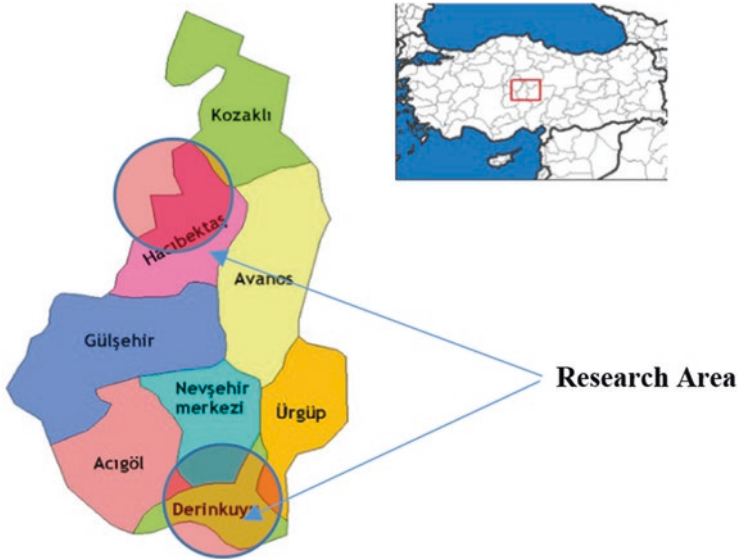 Kozaklı
Hacıbektaş
Avanos
Gülşehir
Research Area
Nevşehir
merkezi
Ürgüp
Acıgöl
Derinkuyu